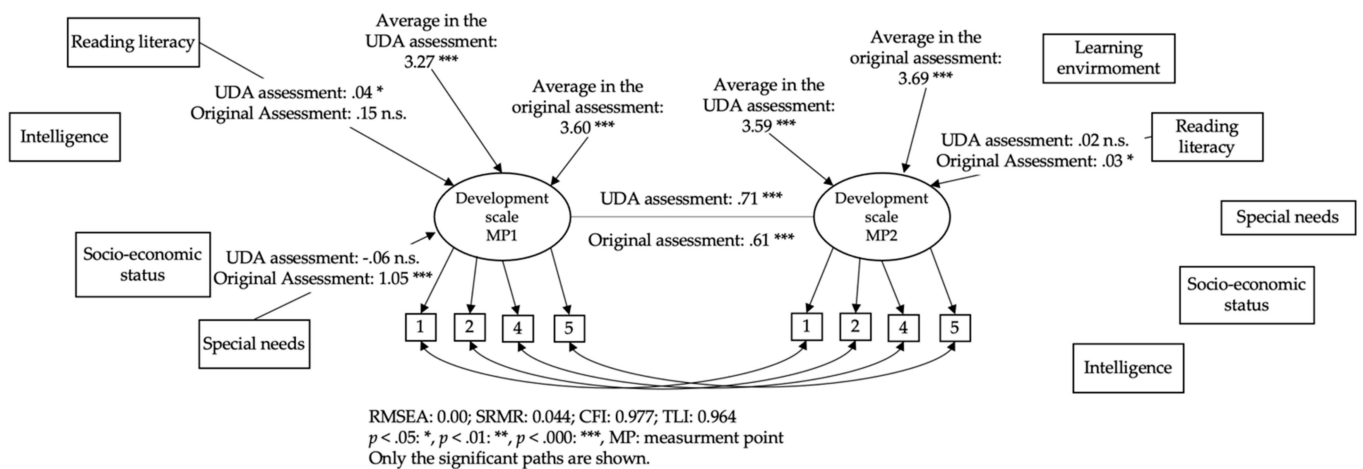 Reading literacy
Average in the
UDA assessment:
3.27 ***
UDA assessment: .04 *
Original Assessment: .15 n.s.
Average in the
original assessment:
3.60 ***
Intelligence
Average in the
original assessment:
3.69 ***
Average in the
UDA assessment:
3.59 ***
Learning
envirmoment
Reading
literacy
UDA assessment: .02 n.s.
Original Assessment: .03 *
Development
scale
MP1
UDA assessment: .71 ***
Original assessment: .61 ***
Development
scale
MP2
Special needs
Socio-economic
status
UDA assessment: -.06 n.s.
Original Assessment: 1.05 ***
Special needs
Socio-economic
status
Intelligence
1 2 4 5
1 2 4 5
RMSEA: 0.00; SRMR: 0.044; CFI: 0.977; TLI: 0.964
p < .05: *, p < .01: **, p < .000: ***, MP: measurment point
Only the significant paths are shown.